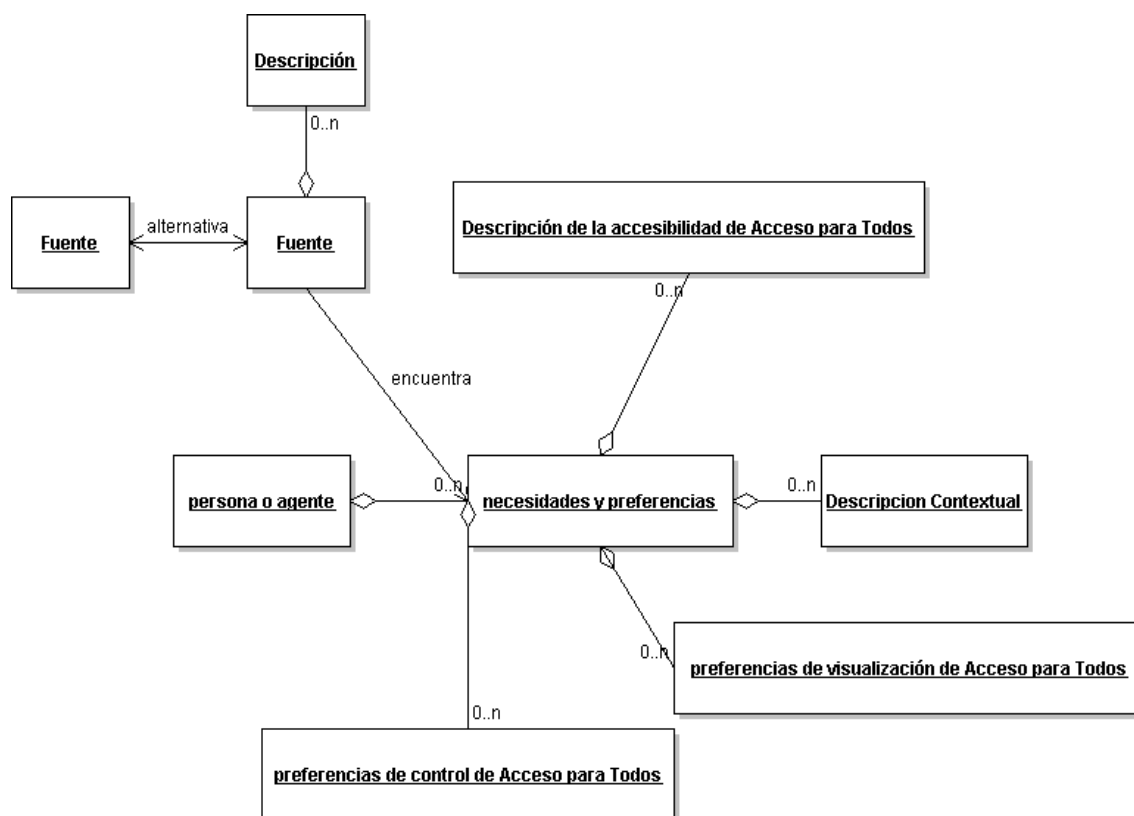 Descripción
0..n
alternativa
Fuente
Fuente
Descripción de la accesibilidad de Acceso para Todos
0..n
encuentra
persona o agente
0..n
necesidades y preferencias
0..n
Descripcion Contextual
0..n
preferencias de visualización de Acceso para Todos
0..n
preferencias de control de Acceso para Todos